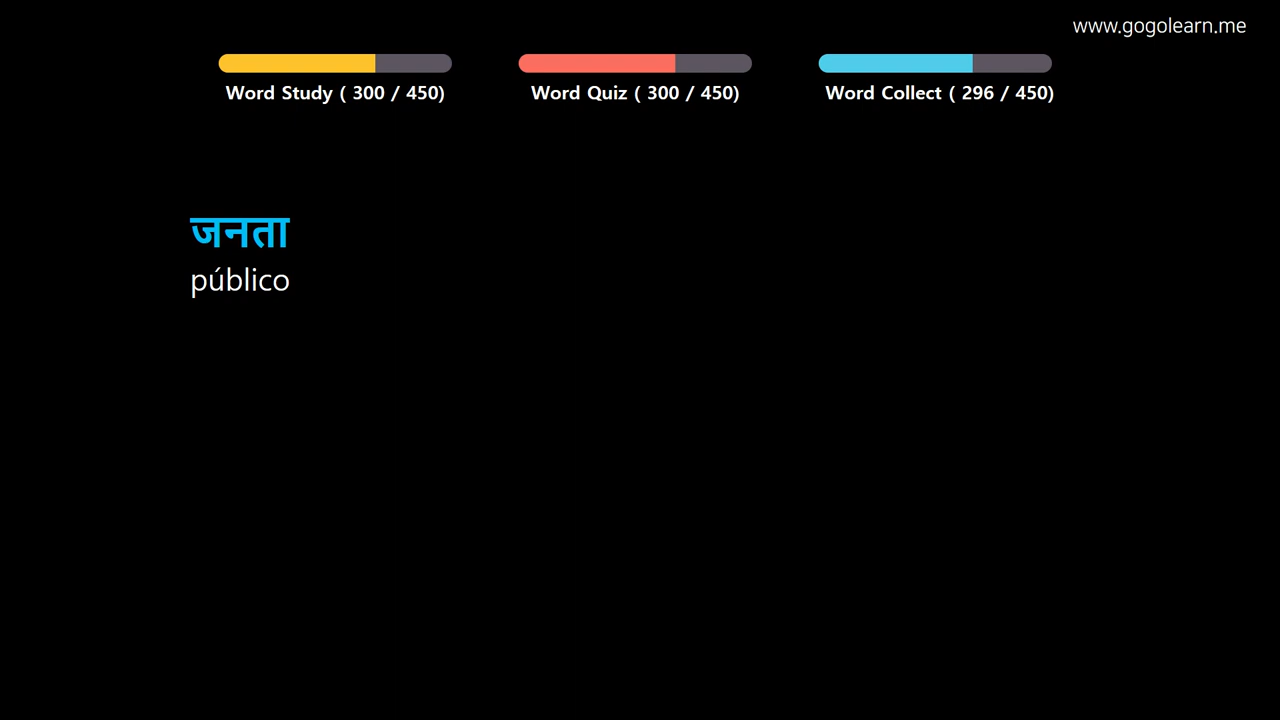 www.gogolearn.me
Word Study ( 300 / 450)
Word Quiz ( 300 / 450)
Word Collect ( 296 / 450)
जनता
público